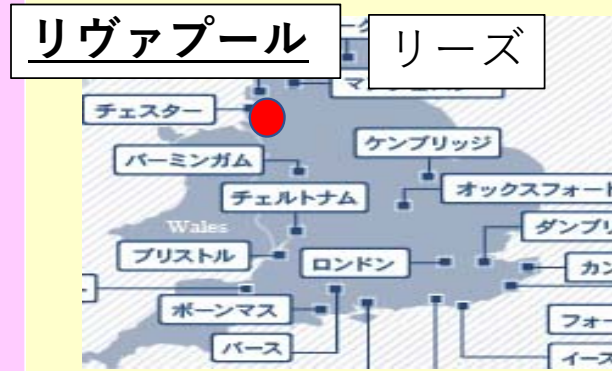 リヴァプール
リーズ
チェスター
ケンブリッジ
バーミンガム
チェルトナム
オックスフォート
Wales
ダンブリ
ブリストル
ロンドン
カン
ボーンマス
フォー
バース
イース